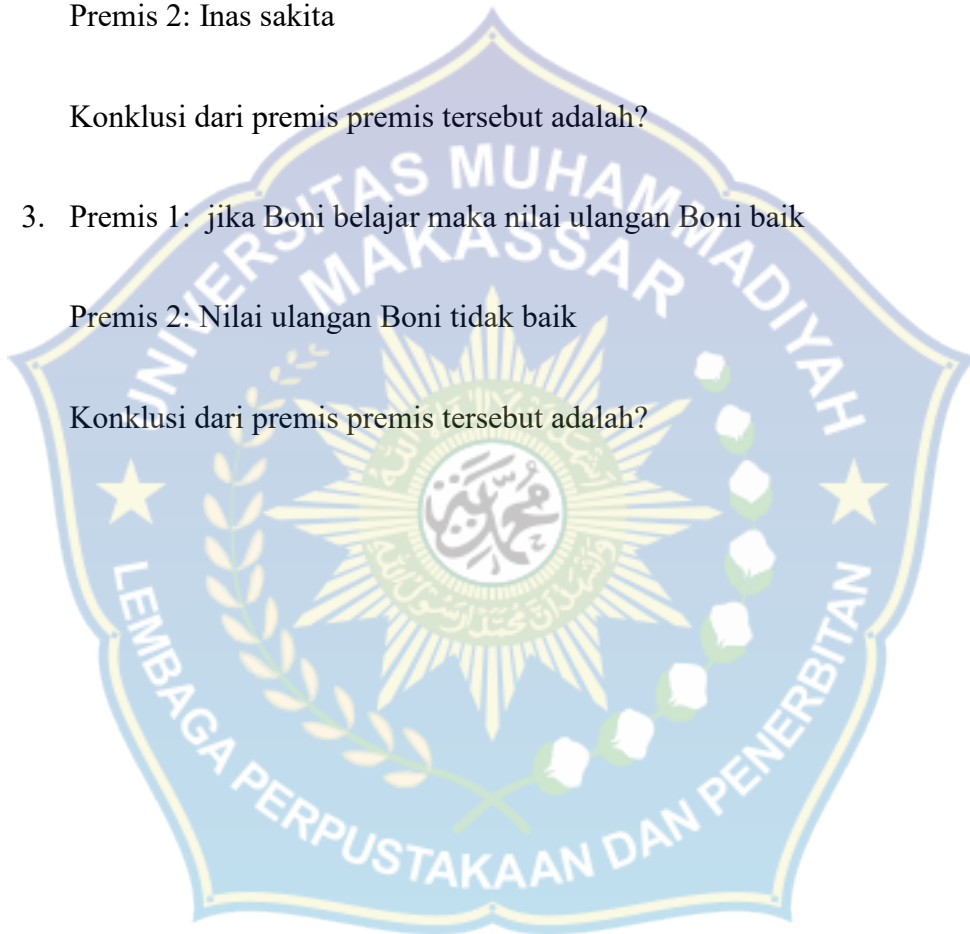 Premis 2: Inas sakita
Konklusi dari premis premis tersebut adalah?
3. Premis 1: jika Boni belajar maka nilai ulangan Boni baik
Premis 2: Nilai ulangan Boni tidak baik
Konklusi dari premis premis tersebut adalah?
UNIVERSITAS MUHAMMADIYAH
MAKASSAR
LEMBAGA PERPUSTAKAAN DAN PENERBITAN